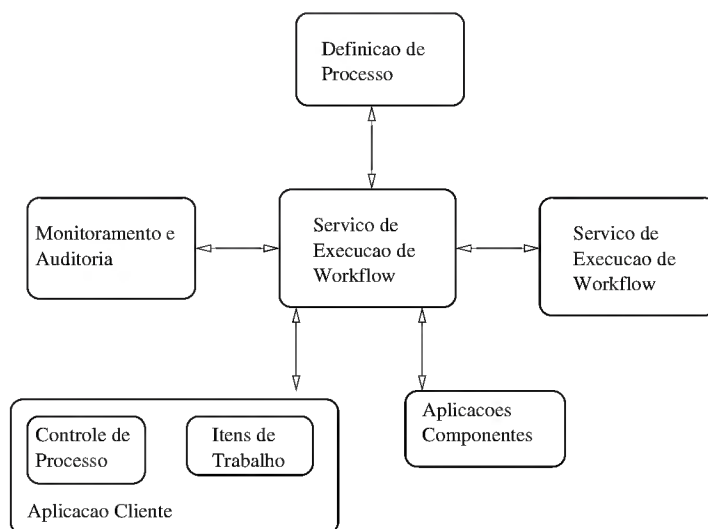 Definicao de
Processo
Monitoramento e
Auditoria
Servico de
Execucao de
Workflow
Servico de
Execucao de
Workflow
Controle de
Processo
Itens de
Trabalho
Aplicacao Cliente
Aplicacoes
Componentes